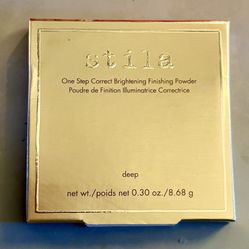 stila
One Step Correct Brightening Finishing Powder
Poudre de Finition Illuminatrice Correctrice
deep
net wt./poids net 0.30 oz./8.68 g